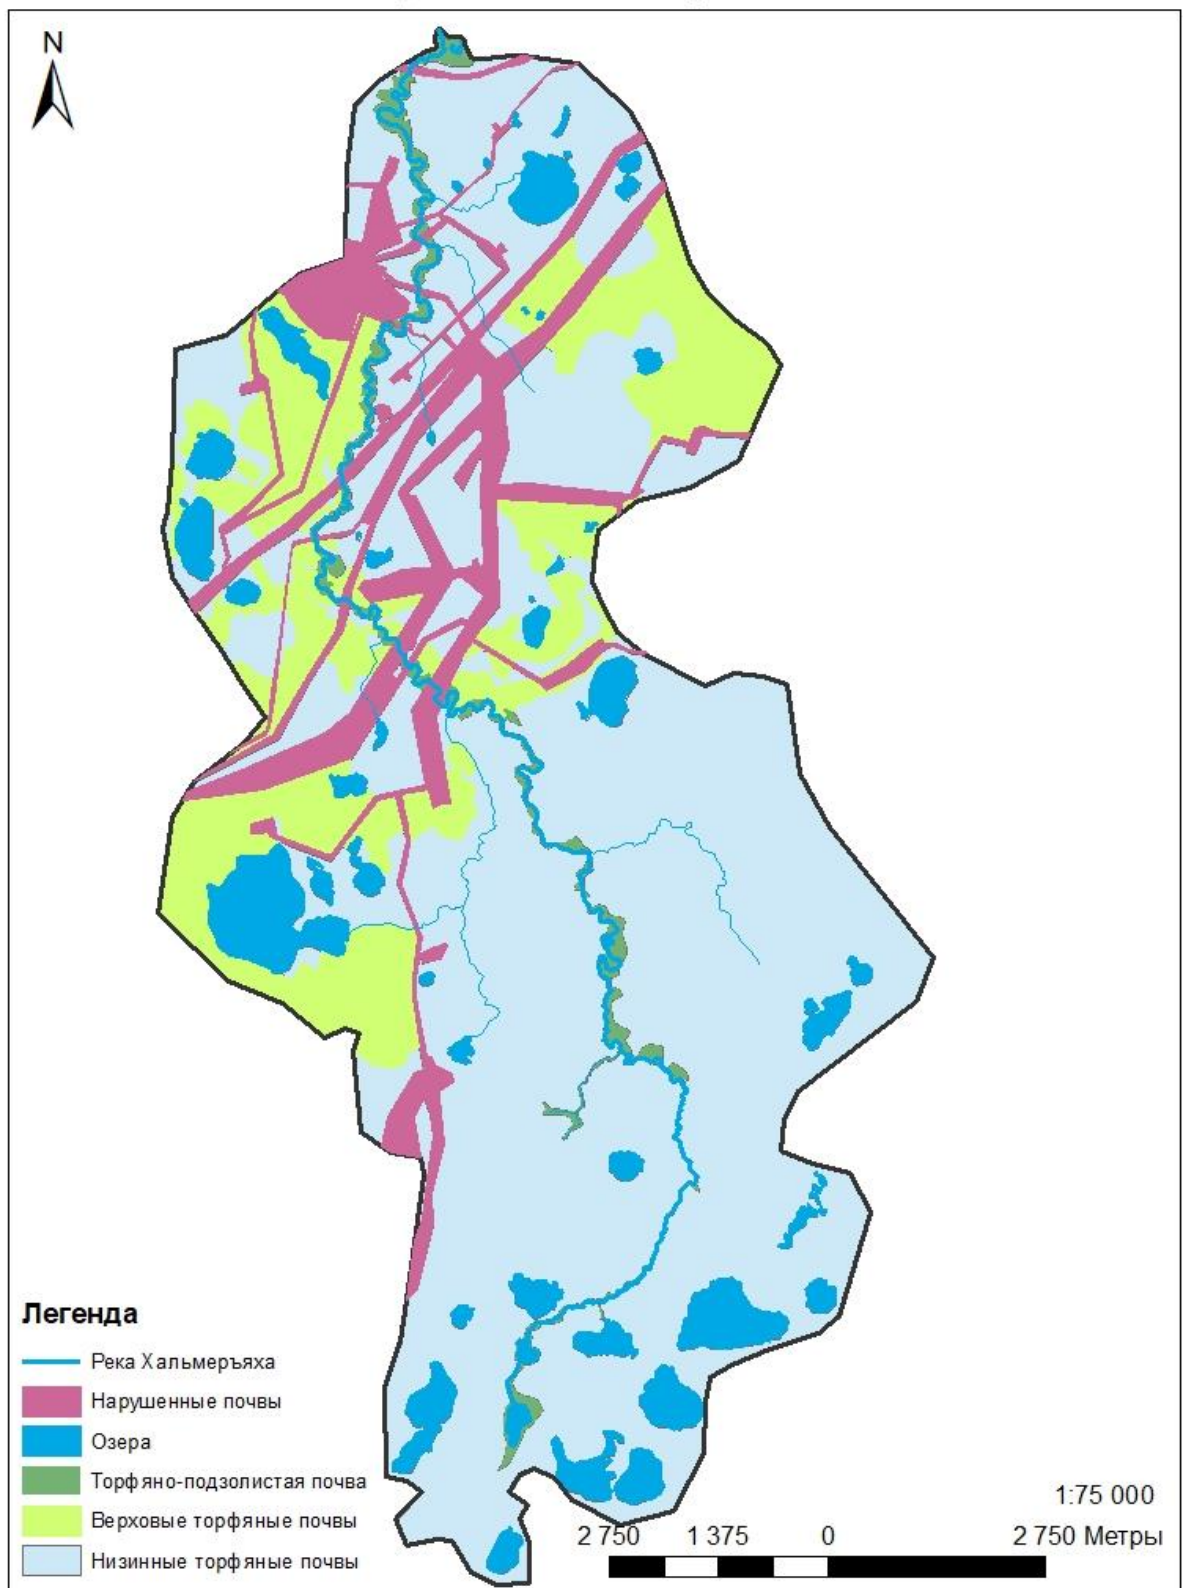 N
Легенда
Река Хальмеръяха
Нарушенные почвы
Озера
Торфяно-подзолистая почва
Верховые торфяные почвы
Низинные торфяные почвы
1:75 000
2 750 1 375 0 2 750 Метры